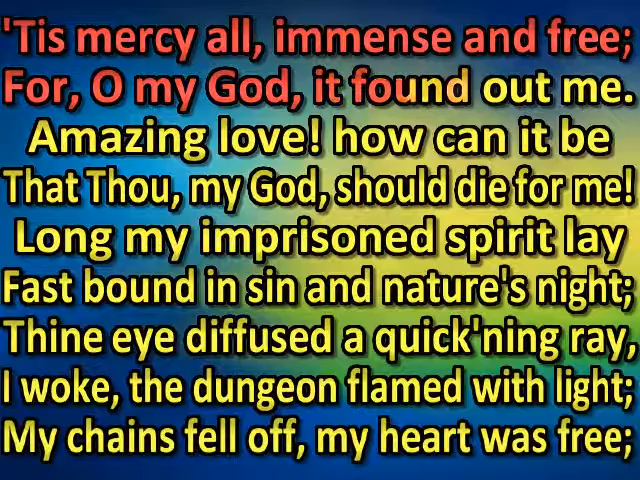 'Tis mercy all, immense and free;
For, O my God, it found out me.
Amazing love! how can it be
That Thou, my God, should die for me!
Long my imprisoned spirit lay
Fast bound in sin and nature's night;
Thine eye diffused a quick'ning ray,
I woke, the dungeon flamed with light;
My chains fell off, my heart was free;